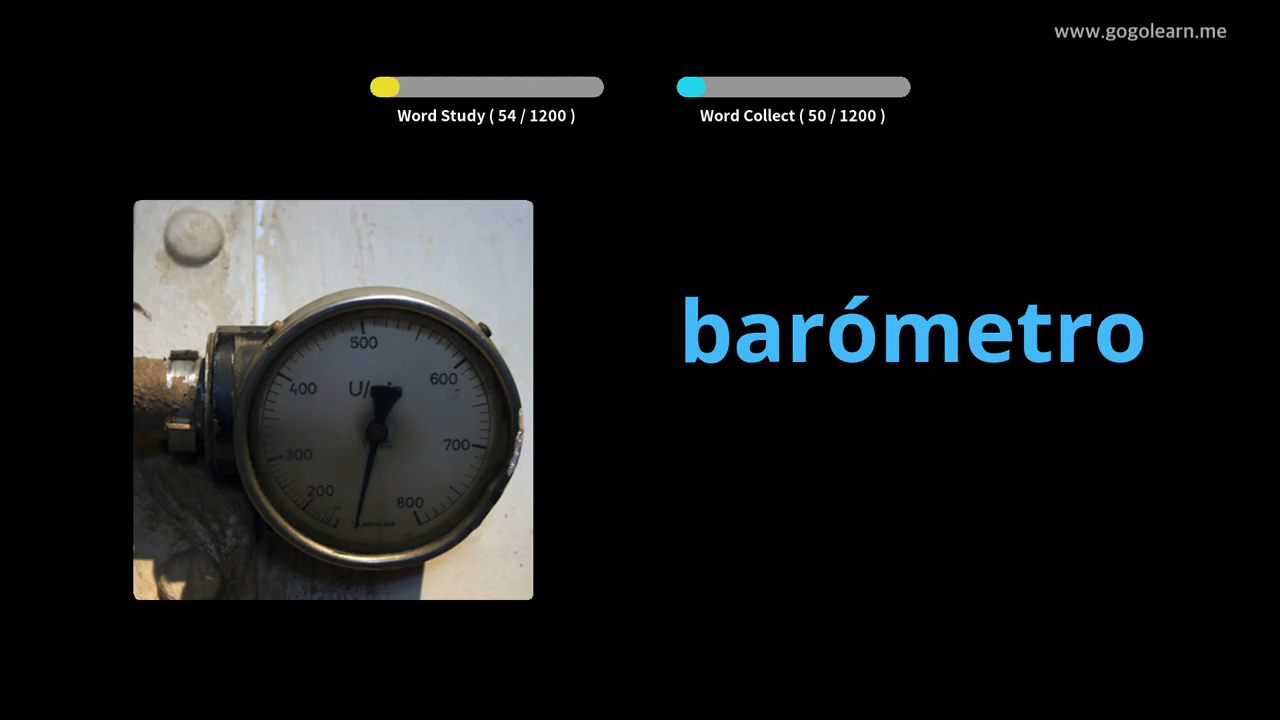 www.gogolearn.me
Word Study ( 54 / 1200 )
Word Collect ( 50 / 1200 )
barómetro
500
400
600
300
700
200
800